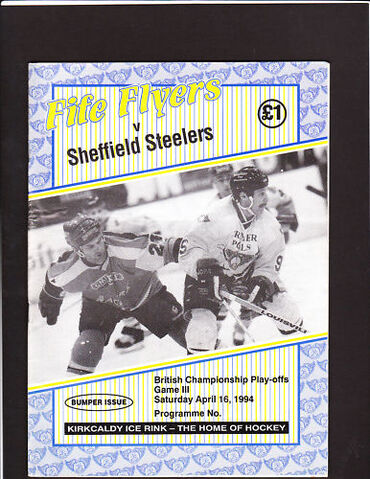 Fife Flyers
v
£1
Sheffield Steelers
LOUISVILLE
British Championship Play-offs
Game III
Saturday April 16, 1994
BUMPER ISSUE
Programme No.
KIRKCALDY ICE RINK – THE HOME OF HOCKEY